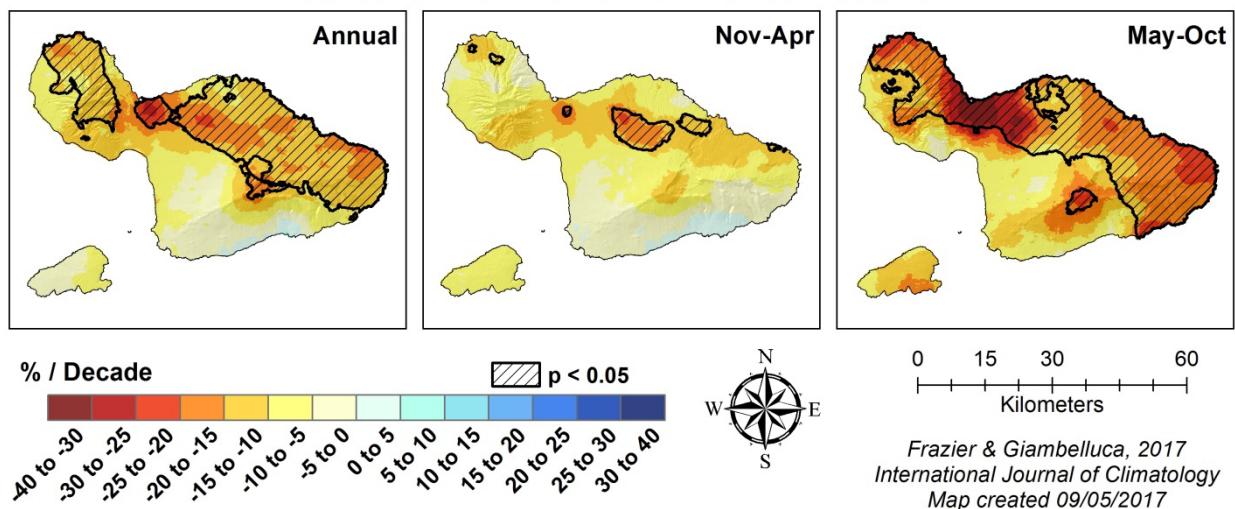 Annual
Nov-Apr
May-Oct
% / Decade
p < 0.05
-40 to -30
-30 to -25
-25 to -20
-20 to -15
-15 to -10
-10 to -5
-5 to 0
0 to 5
5 to 10
10 to 15
15 to 20
20 to 25
25 to 30
30 to 40
N
W E
S
0 15 30 60
Kilometers
Frazier & Giambelluca, 2017
International Journal of Climatology
Map created 09/05/2017